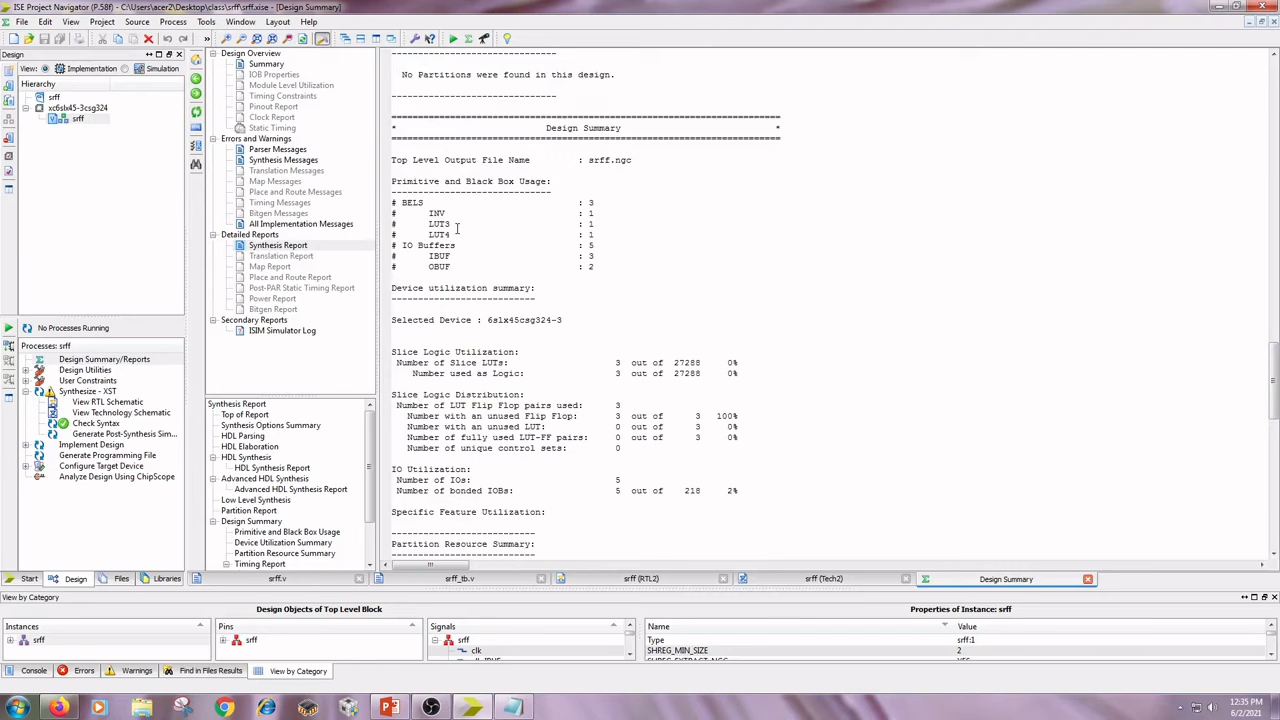 ISE Project Navigator (P.58f) - C:\Users\acer2\Desktop\class\srff\srff.xise - [Design Summary]
File Edit View Project Source Process Tools Window Layout Help
Design
View: Implementation Simulation
Hierarchy
srff
xc6slx45-3csg324
srff
No Processes Running
Processes: srff
Design Summary/Reports
Design Utilities
User Constraints
Synthesize - XST
View RTL Schematic
View Technology Schematic
Check Syntax
Generate Post-Synthesis Sim...
Implement Design
Generate Programming File
Configure Target Device
Analyze Design Using ChipScope
Start Design Files Libraries
Design Overview
Summary
IOB Properties
Module Level Utilization
Timing Constraints
Pinout Report
Clock Report
Static Timing
Errors and Warnings
Parser Messages
Synthesis Messages
Translation Messages
Map Messages
Place and Route Messages
Timing Messages
Bitgen Messages
All Implementation Messages
Detailed Reports
Synthesis Report
Translation Report
Map Report
Place and Route Report
Post-PAR Static Timing Report
Power Report
Bitgen Report
Secondary Reports
ISIM Simulator Log
Synthesis Report
Top of Report
Synthesis Options Summary
HDL Parsing
HDL Elaboration
HDL Synthesis
HDL Synthesis Report
Advanced HDL Synthesis
Advanced HDL Synthesis Report
Low Level Synthesis
Partition Report
Design Summary
Primitive and Black Box Usage
Device Utilization Summary
Partition Resource Summary
Timing Report
-------------------------------
No Partitions were found in this design.
-------------------------------
=========================================================================
* Design Summary *
=========================================================================
Top Level Output File Name : srff.ngc
Primitive and Black Box Usage:
------------------------------
# BELS : 3
# INV : 1
# LUT3 : 1
# LUT4 : 1
# IO Buffers : 5
# IBUF : 3
# OBUF : 2
Device utilization summary:
---------------------------
Selected Device : 6slx45csg324-3
Slice Logic Utilization:
Number of Slice LUTs: 3 out of 27288 0%
Number used as Logic: 3 out of 27288 0%
Slice Logic Distribution:
Number of LUT Flip Flop pairs used: 3
Number with an unused Flip Flop: 3 out of 3 100%
Number with an unused LUT: 0 out of 3 0%
Number of fully used LUT-FF pairs: 0 out of 3 0%
Number of unique control sets: 0
IO Utilization:
Number of IOs: 5
Number of bonded IOBs: 5 out of 218 2%
Specific Feature Utilization:
---------------------------
Partition Resource Summary:
---------------------------
srff.v srff_tb.v srff (RTL2) srff (Tech2) Design Summary
View by Category
Design Objects of Top Level Block Properties of Instance: srff
Instances Pins Signals Name Value
srff srff srff Type srff:1
clk SHREG_MIN_SIZE 2
Console Errors Warnings Find in Files Results View by Category
12:35 PM
6/2/2021